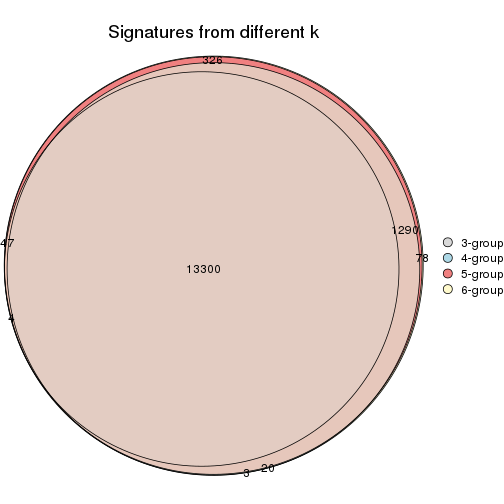 Signatures from different k
326
1290
47
78
13300
4
20
3
3-group
4-group
5-group
6-group